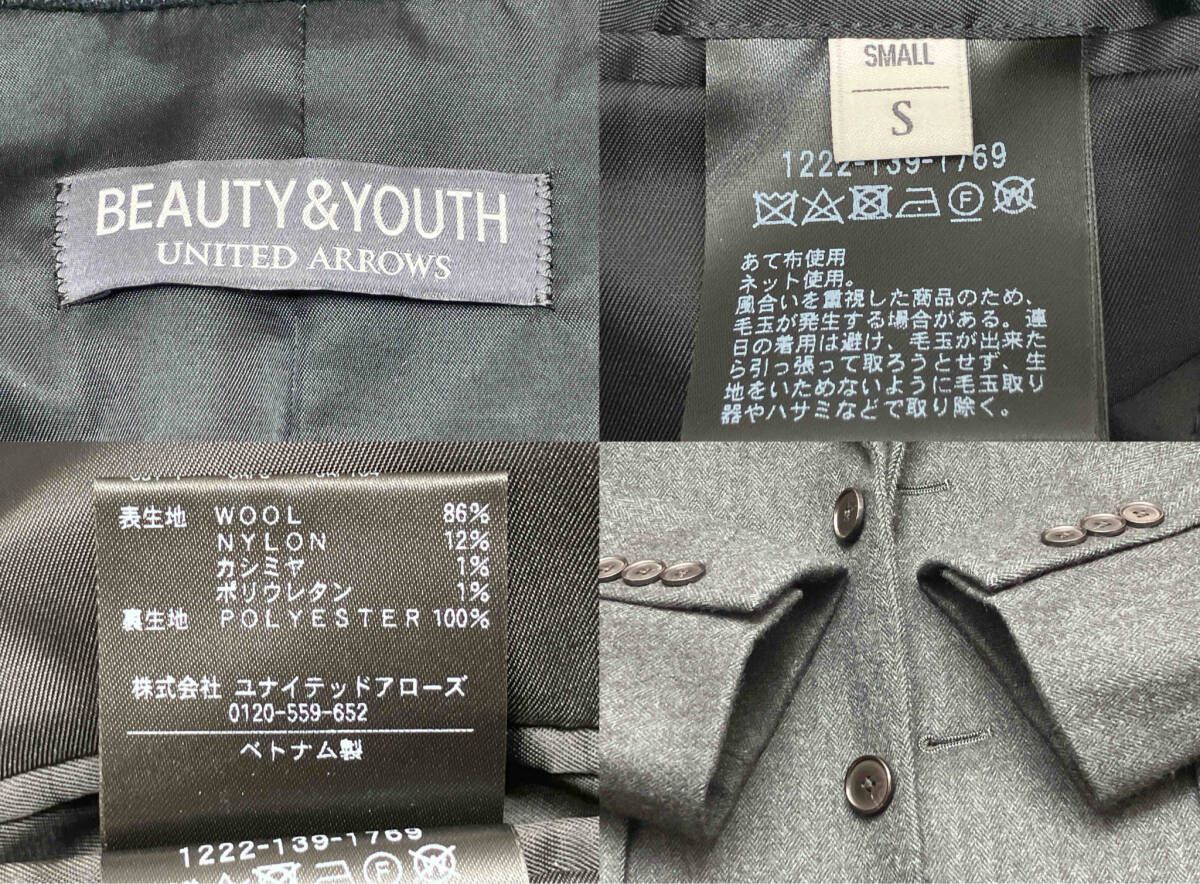 BEAUTY&YOUTH
UNITED ARROWS
SMALL
S
1222-139-1769
F
W
あて布使用
ネット使用。
風合いを重視した商品のため、
毛玉が発生する場合がある。連
日の着用は避け、毛玉が出来た
ら引っ張って取ろうとせず、生
地をいためないように毛玉取り
器やハサミなどで取り除く。
表生地 WOOL 86%
NYLON 12%
カシミヤ 1%
ポリウレタン 1%
裏生地 POLYESTER 100%
株式会社 ユナイテッドアローズ
0120-559-652
ベトナム製
1222-139-1769